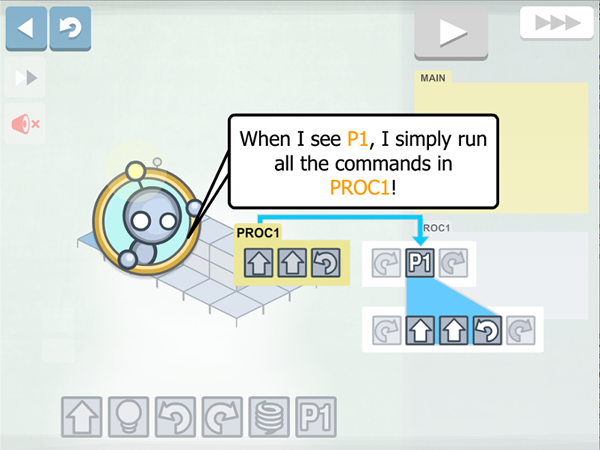 MAIN
When I see P1, I simply run
all the commands in
PROC1!
PROC1
ROC1
P1
P1